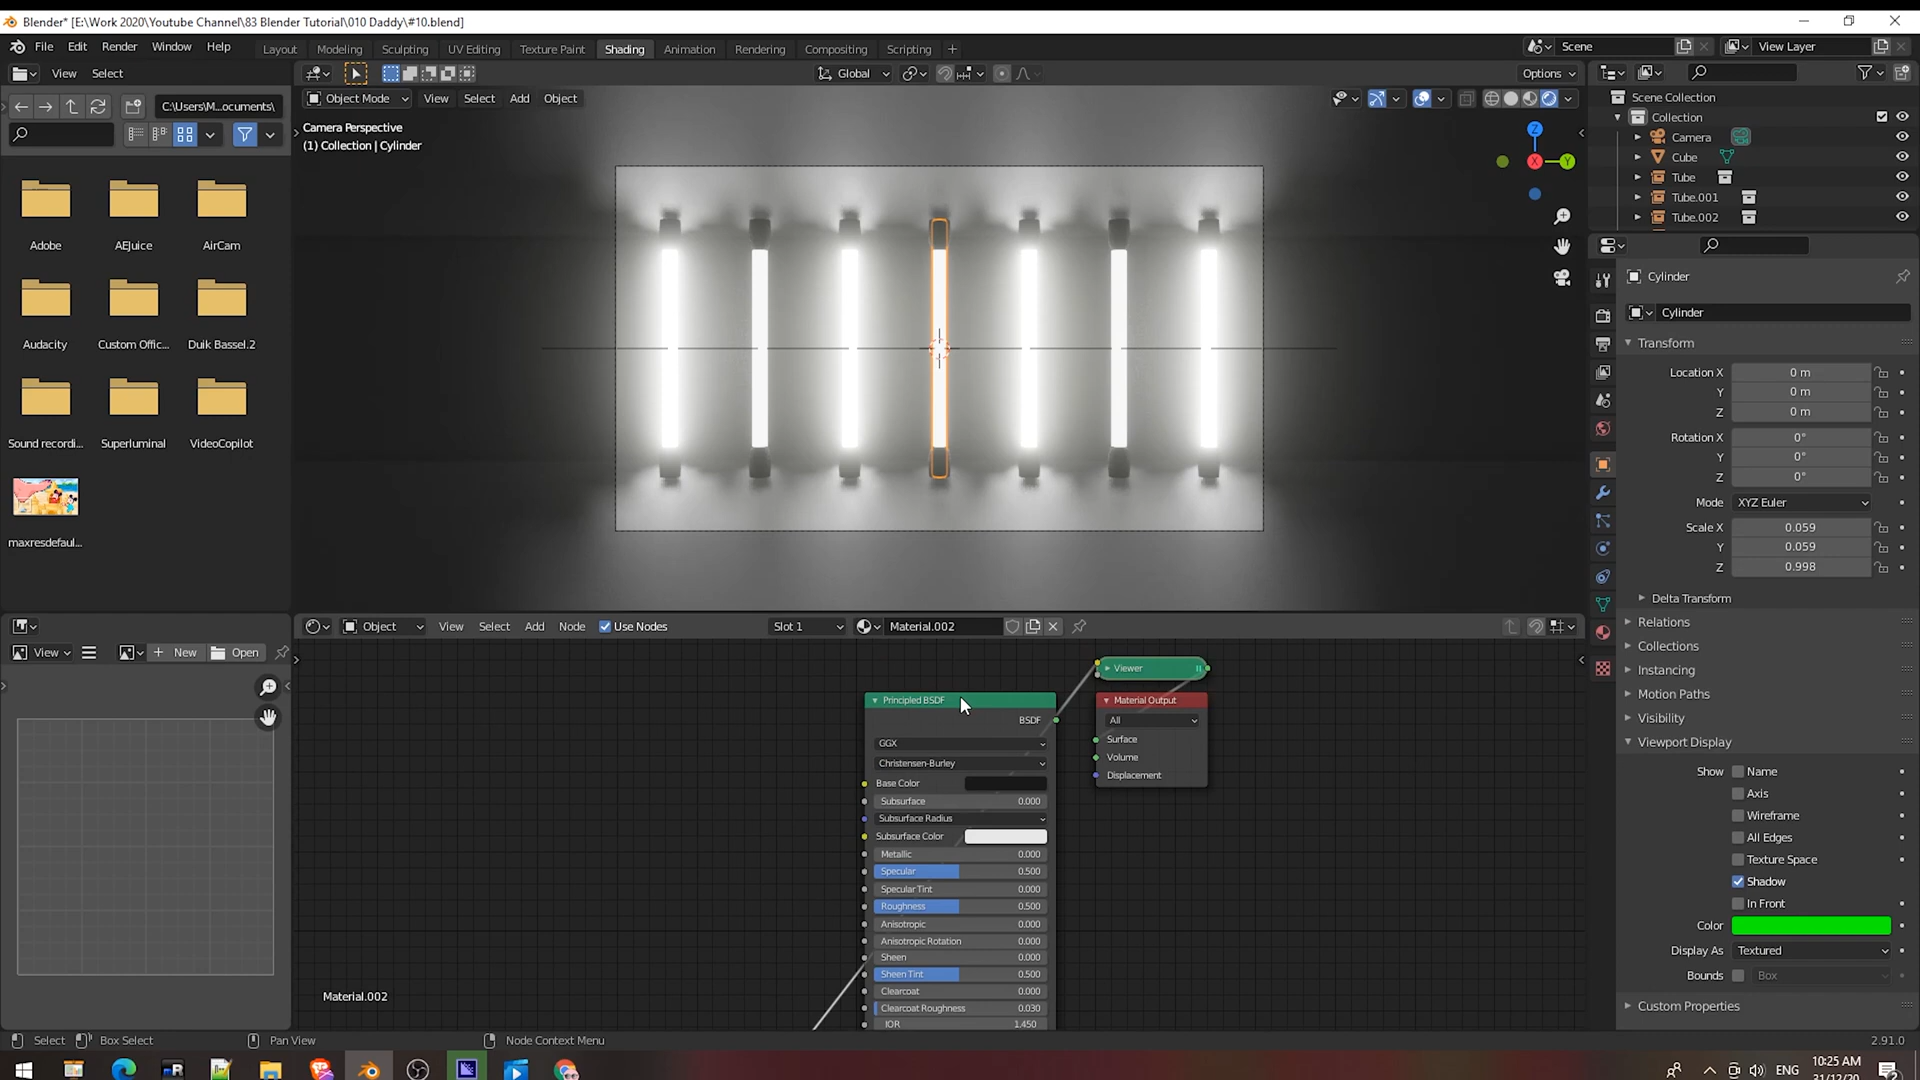 Blender* [E:\Work 2020\Youtube Channel\83 Blender Tutorial\010 Daddy\#10.blend]
File Edit Render Window Help
Layout Modeling Sculpting UV Editing Texture Paint Shading Animation Rendering Compositing Scripting +
Scene
View Layer
View Select
Global
Options
C:\Users\M...ocuments\
Object Mode View Select Add Object
Scene Collection
Collection
Camera
Cube
Tube
Tube.001
Tube.002
Camera Perspective
(1) Collection | Cylinder
Z
X
Y
Adobe AEJuice AirCam
Audacity Custom Offic... Duik Bassel.2
Sound recordi... Superluminal VideoCopilot
maxresdefaul...
Cylinder
Cylinder
Transform
Location X 0 m
Y 0 m
Z 0 m
Rotation X 0°
Y 0°
Z 0°
Mode XYZ Euler
Scale X 0.059
Y 0.059
Z 0.998
Delta Transform
Relations
Collections
Instancing
Motion Paths
Visibility
Viewport Display
Show Name
Axis
Wireframe
All Edges
Texture Space
Shadow
In Front
Color
Display As Textured
Bounds Box
Custom Properties
Object View Select Add Node Use Nodes Slot 1 Material.002
View New Open
Viewer
Principled BSDF
BSDF
GGX
Christensen-Burley
Base Color
Subsurface 0.000
Subsurface Radius
Subsurface Color
Metallic 0.000
Specular 0.500
Specular Tint 0.000
Roughness 0.500
Anisotropic 0.000
Anisotropic Rotation 0.000
Sheen 0.000
Sheen Tint 0.500
Clearcoat 0.000
Clearcoat Roughness 0.030
IOR 1.450
Material Output
All
Surface
Volume
Displacement
Material.002
Select Box Select Pan View Node Context Menu
2.91.0
ENG
10:25 AM
31/12/20